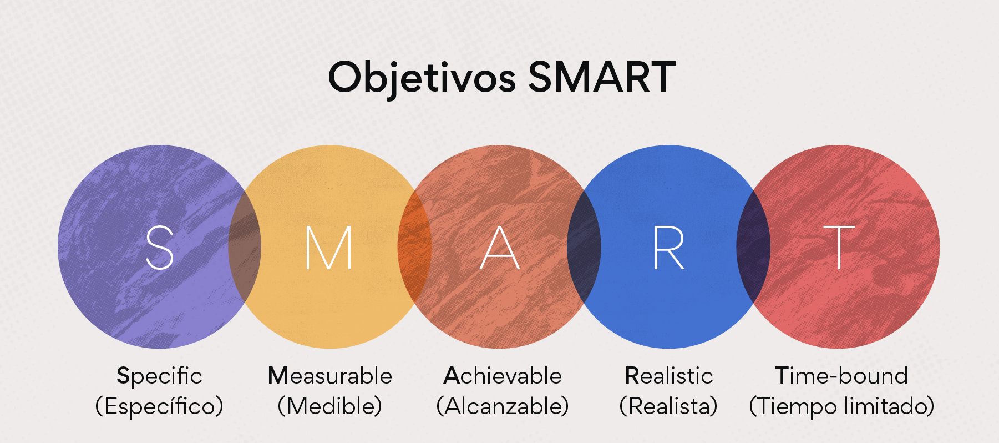 Objetivos SMART
S M A R T
Specific Measurable Achievable Realistic Time-bound
(Específico) (Medible) (Alcanzable) (Realista) (Tiempo limitado)